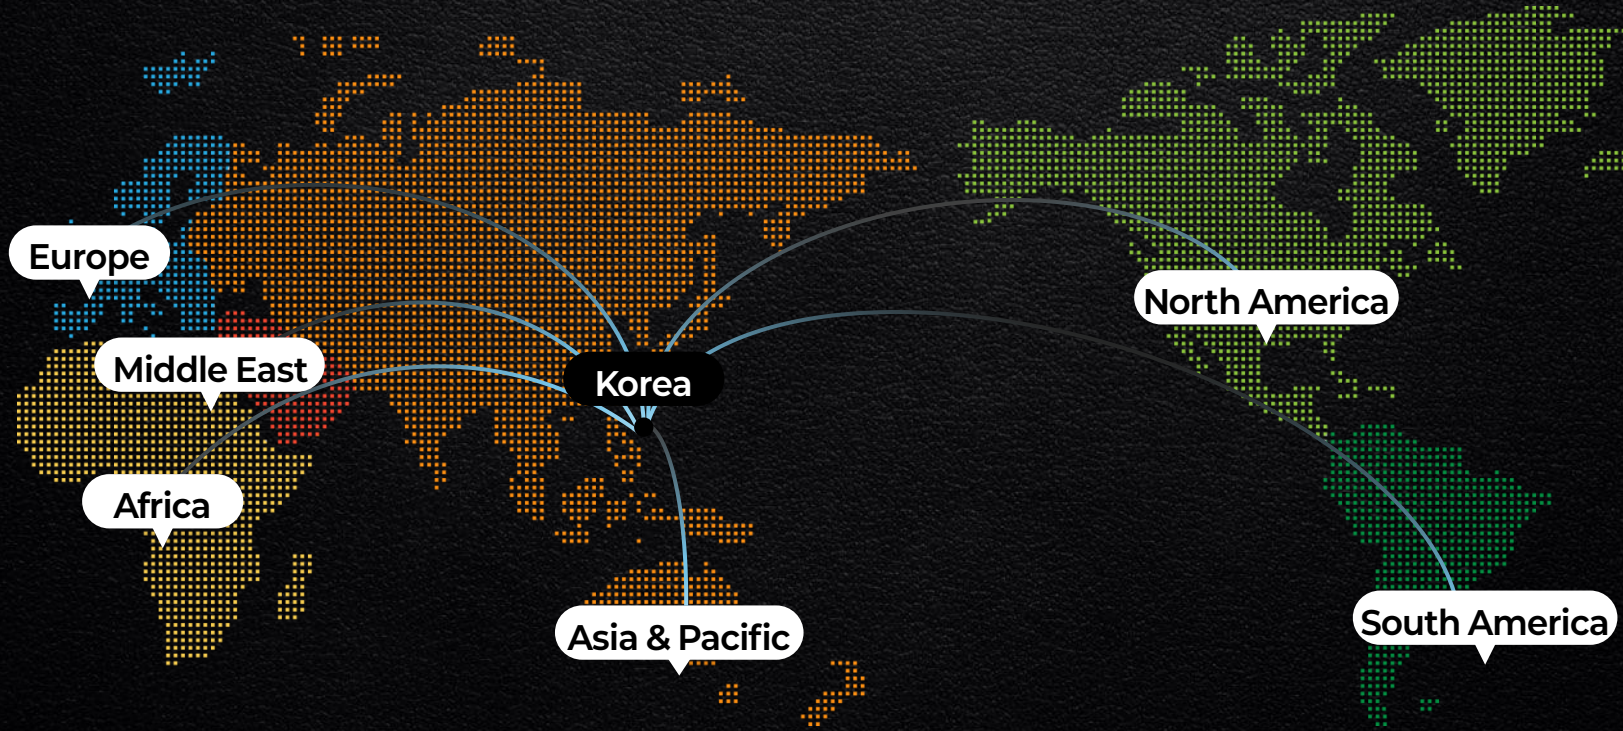 Europe
North America
Middle East
Korea
Africa
Asia & Pacific
South America